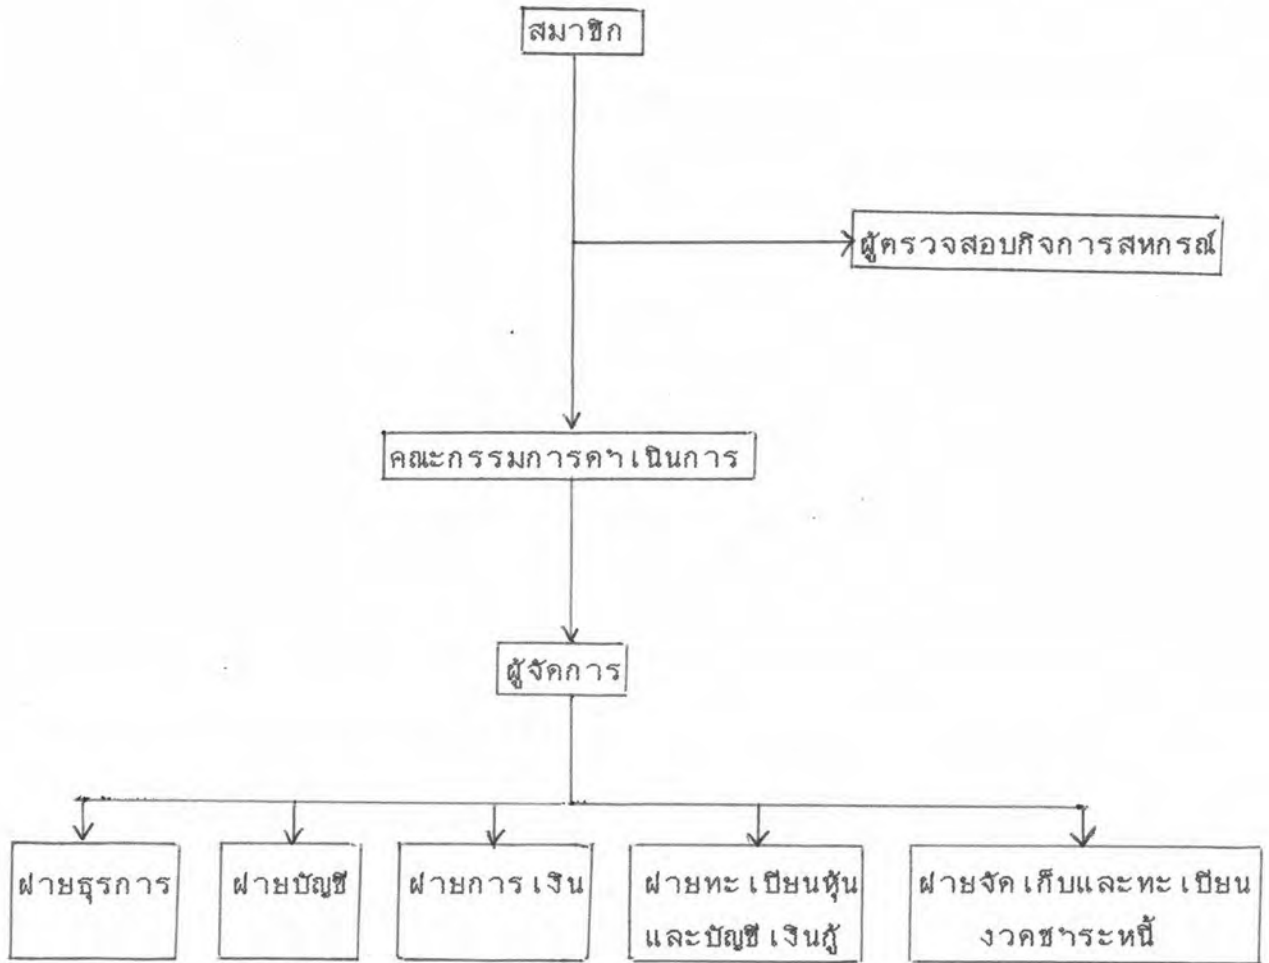 สมาชิก
ผู้ตรวจสอบกิจการสหกรณ์
คณะกรรมการดำเนินการ
ผู้จัดการ
ฝ่ายธุรการ
ฝ่ายบัญชี
ฝ่ายการเงิน
ฝ่ายทะเบียนหุ้น
และบัญชีเงินกู้
ฝ่ายจัดเก็บและทะเบียน
งวดชำระหนี้